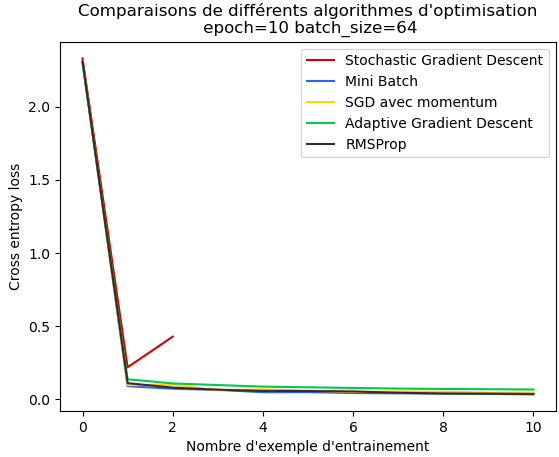 Comparaisons de différents algorithmes d'optimisation
epoch=10 batch_size=64
Stochastic Gradient Descent
Mini Batch
SGD avec momentum
Adaptive Gradient Descent
RMSProp
Cross entropy loss
2.0
1.5
1.0
0.5
0.0
0 2 4 6 8 10
Nombre d'exemple d'entrainement